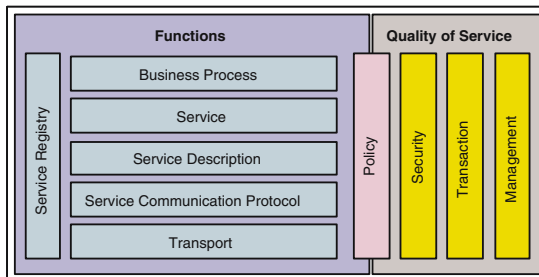 Functions
Quality of Service
Service Registry
Business Process
Service
Service Description
Service Communication Protocol
Transport
Policy
Security
Transaction
Management